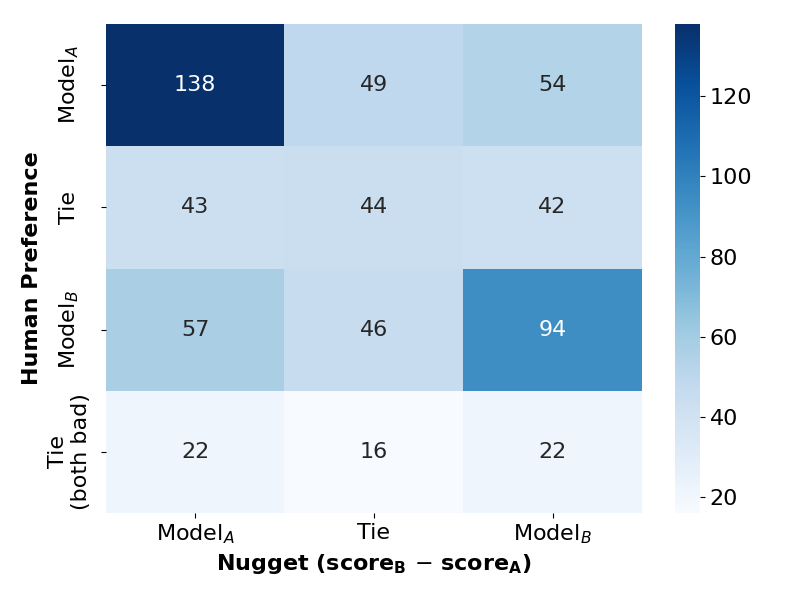 Human Preference
Model_A
138 49 54
Tie
43 44 42
Model_B
57 46 94
Tie
(both bad)
22 16 22
Model_A Tie Model_B
Nugget (score_B − score_A)
120
100
80
60
40
20